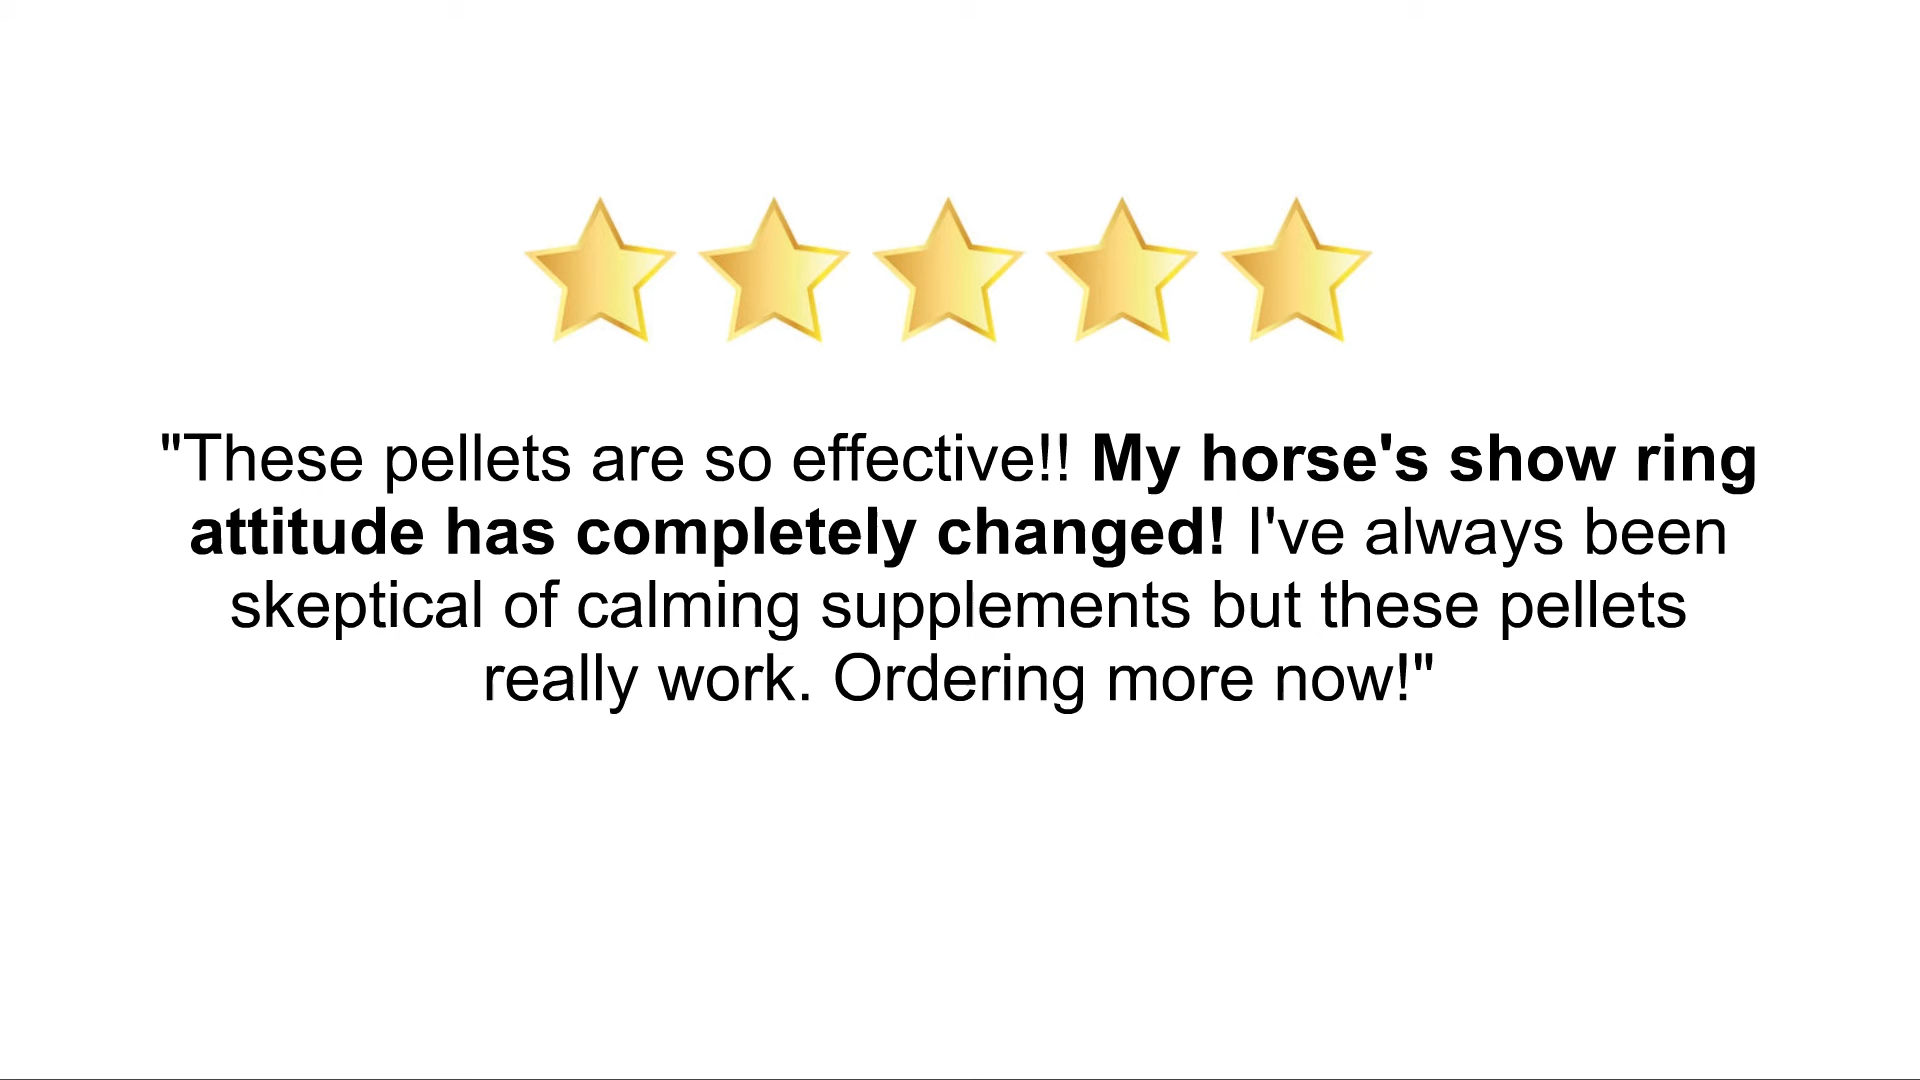 "These pellets are so effective!! My horse's show ring
attitude has completely changed! I've always been
skeptical of calming supplements but these pellets
really work. Ordering more now!"